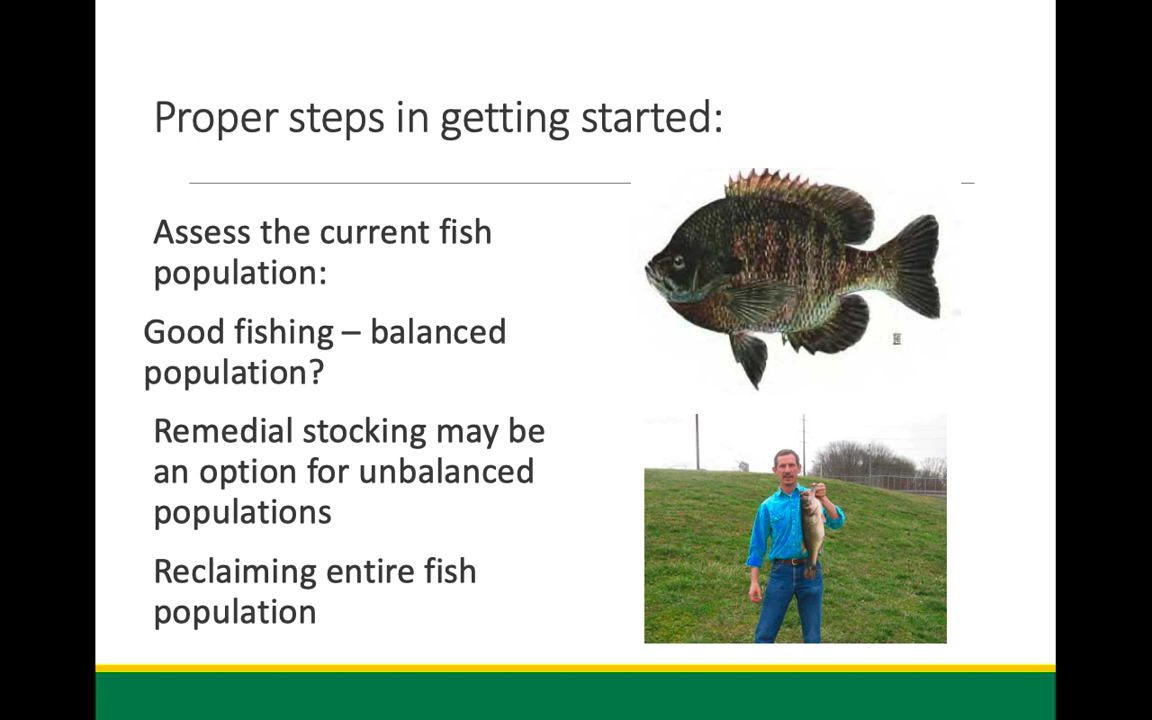 Proper steps in getting started:
Assess the current fish
population:
Good fishing – balanced
population?
Remedial stocking may be
an option for unbalanced
populations
Reclaiming entire fish
population